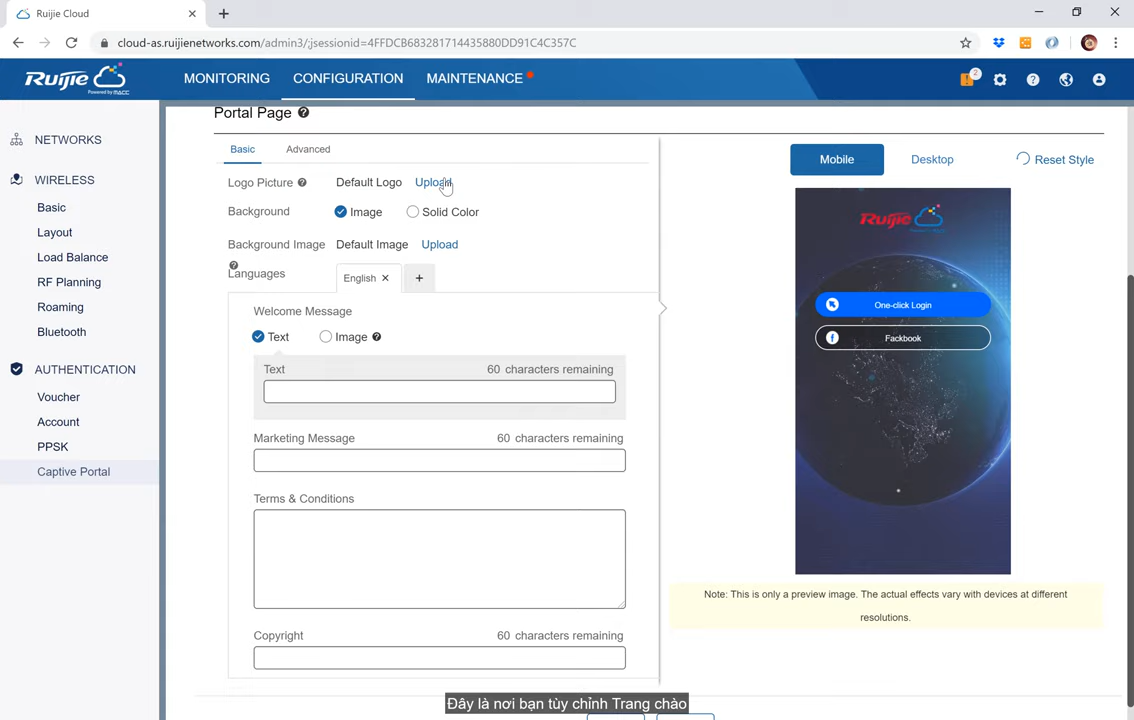 Ruijie Cloud
cloud-as.ruijienetworks.com/admin3/;jsessionid=4FFDCB683281714435880DD91C4C357C
Ruijie
Powered by MACC
MONITORING
CONFIGURATION
MAINTENANCE
2
NETWORKS
WIRELESS
Basic
Layout
Load Balance
RF Planning
Roaming
Bluetooth
AUTHENTICATION
Voucher
Account
PPSK
Captive Portal
Portal Page
Basic
Advanced
Logo Picture
Default Logo
Upload
Background
Image
Solid Color
Background Image
Default Image
Upload
Languages
English
+
Welcome Message
Text
Image
Text
60 characters remaining
Marketing Message
60 characters remaining
Terms & Conditions
Copyright
60 characters remaining
Mobile
Desktop
Reset Style
Ruijie
One-click Login
Fackbook
Note: This is only a preview image. The actual effects vary with devices at different
resolutions.
Đây là nơi bạn tùy chỉnh Trang chào